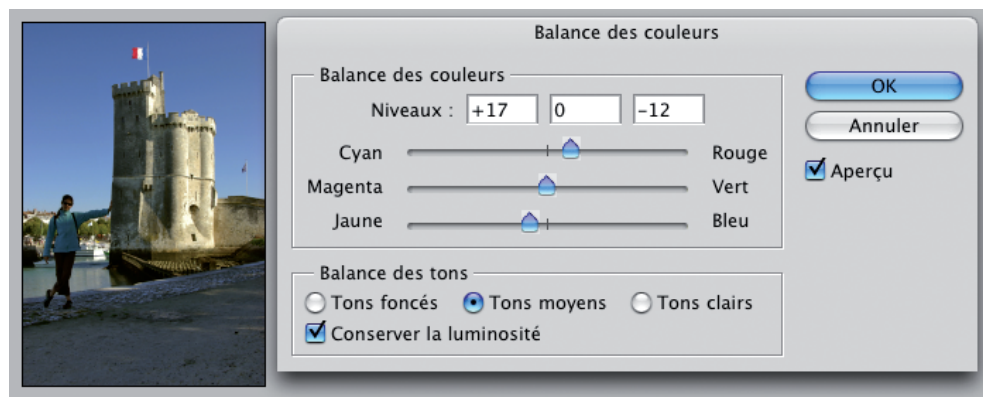 Balance des couleurs
Balance des couleurs
Niveaux : +17 0 -12
Cyan Rouge
Magenta Vert
Jaune Bleu
Balance des tons
Tons foncés Tons moyens Tons clairs
Conserver la luminosité
OK
Annuler
Aperçu